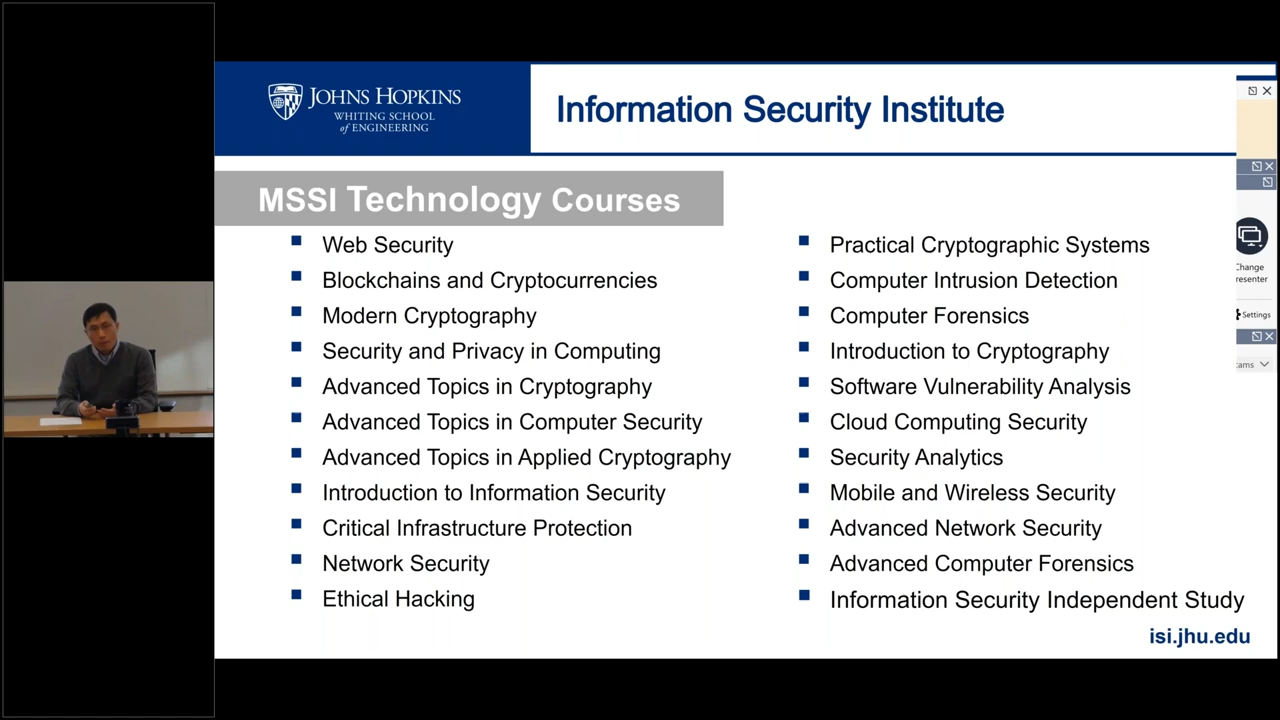 JOHNS HOPKINS
WHITING SCHOOL
of ENGINEERING
Information Security Institute
MSSI Technology Courses
Web Security
Blockchains and Cryptocurrencies
Modern Cryptography
Security and Privacy in Computing
Advanced Topics in Cryptography
Advanced Topics in Computer Security
Advanced Topics in Applied Cryptography
Introduction to Information Security
Critical Infrastructure Protection
Network Security
Ethical Hacking
Practical Cryptographic Systems
Computer Intrusion Detection
Computer Forensics
Introduction to Cryptography
Software Vulnerability Analysis
Cloud Computing Security
Security Analytics
Mobile and Wireless Security
Advanced Network Security
Advanced Computer Forensics
Information Security Independent Study
isi.jhu.edu
Change
resenter
Settings
ams